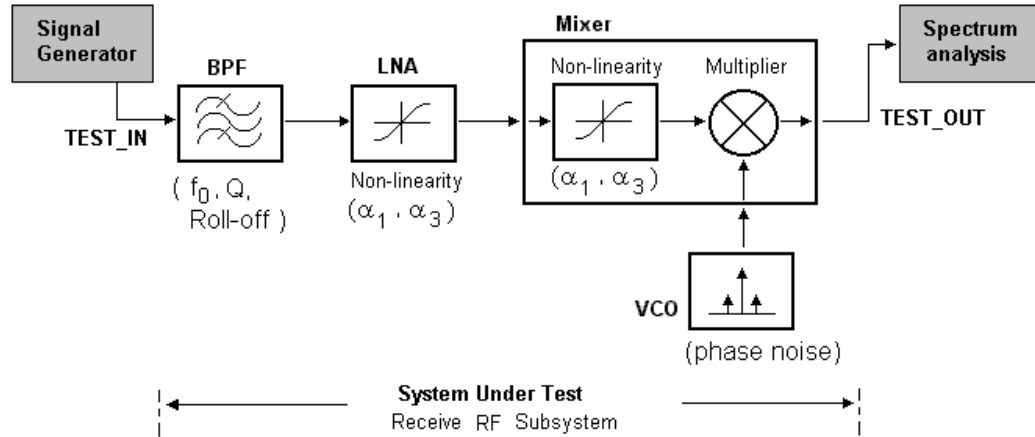 Signal
Generator
TEST_IN
BPF
( f0, Q,
Roll-off )
LNA
Non-linearity
(α1 , α3 )
Mixer
Non-linearity
(α1 , α3 )
Multiplier
VCO
(phase noise)
Spectrum
analysis
TEST_OUT
System Under Test
Receive RF Subsystem